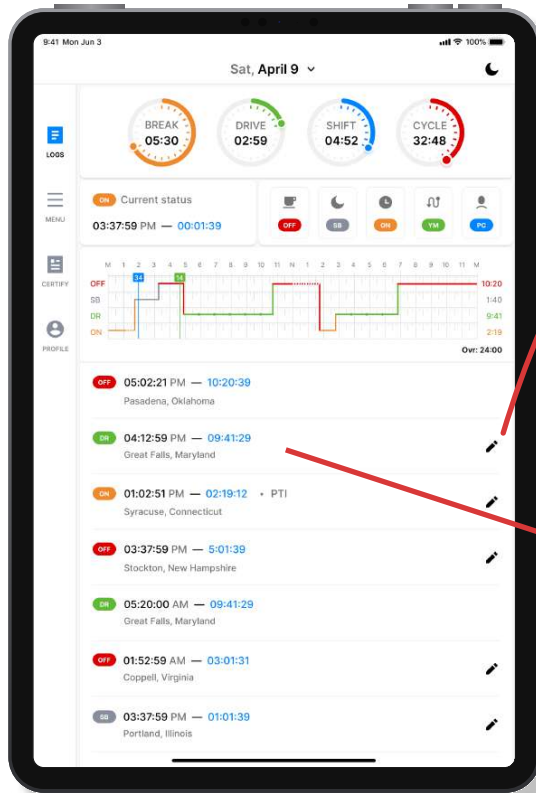 9:41 Mon Jun 3
100%
Sat, April 9
LOGS
MENU
CERTIFY
PROFILE
BREAK
05:30
DRIVE
02:59
SHIFT
04:52
CYCLE
32:48
ON Current status
03:37:59 PM — 00:01:39
OFF SB ON YM PC
M 1 2 3 4 5 6 7 8 9 10 11 N 1 2 3 4 5 6 7 8 9 10 11 M
34 14
OFF 10:20
SB 1:40
DR 9:41
ON 2:19
Ovr: 24:00
OFF 05:02:21 PM — 10:20:39
Pasadena, Oklahoma
DR 04:12:59 PM — 09:41:29
Great Falls, Maryland
ON 01:02:51 PM — 02:19:12 • PTI
Syracuse, Connecticut
OFF 03:37:59 PM — 5:01:39
Stockton, New Hampshire
DR 05:20:00 AM — 09:41:29
Great Falls, Maryland
OFF 01:52:59 AM — 03:01:31
Coppell, Virginia
SB 03:37:59 PM — 01:01:39
Portland, Illinois